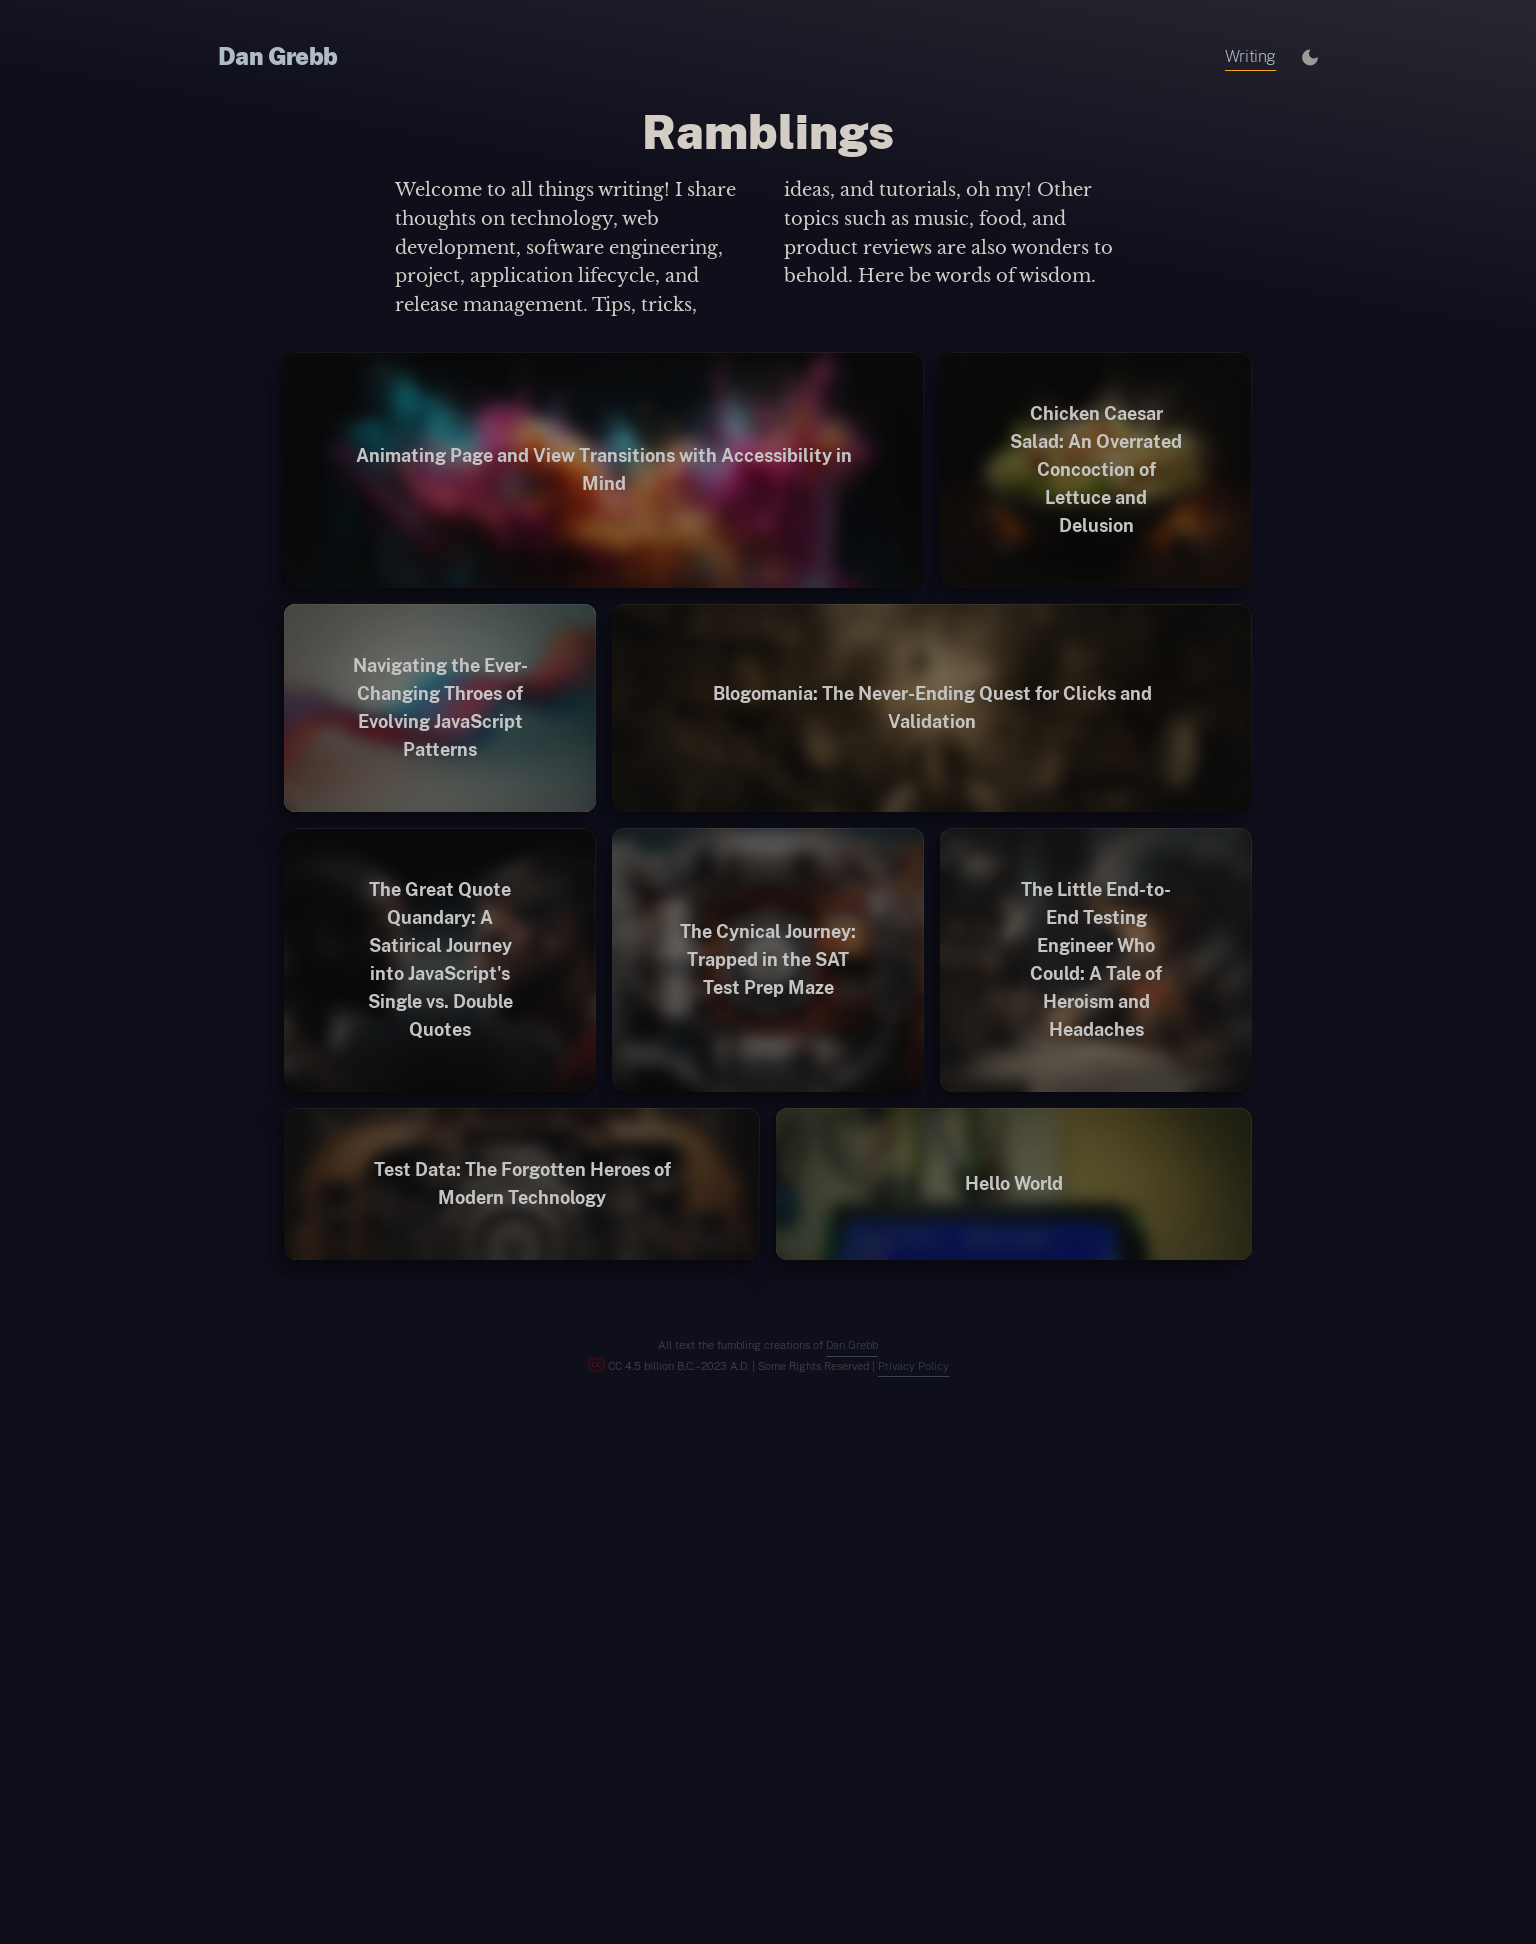 Dan Grebb
Writing
Ramblings
Welcome to all things writing! I share
thoughts on technology, web
development, software engineering,
project, application lifecycle, and
release management. Tips, tricks,
ideas, and tutorials, oh my! Other
topics such as music, food, and
product reviews are also wonders to
behold. Here be words of wisdom.
Animating Page and View Transitions with Accessibility in
Mind
Chicken Caesar
Salad: An Overrated
Concoction of
Lettuce and
Delusion
Navigating the Ever-
Changing Throes of
Evolving JavaScript
Patterns
Blogomania: The Never-Ending Quest for Clicks and
Validation
The Great Quote
Quandary: A
Satirical Journey
into JavaScript's
Single vs. Double
Quotes
The Cynical Journey:
Trapped in the SAT
Test Prep Maze
The Little End-to-
End Testing
Engineer Who
Could: A Tale of
Heroism and
Headaches
Test Data: The Forgotten Heroes of
Modern Technology
Hello World
All text the fumbling creations of Dan Grebb
CC 4.5 billion B.C.–2023 A.D. | Some Rights Reserved | Privacy Policy